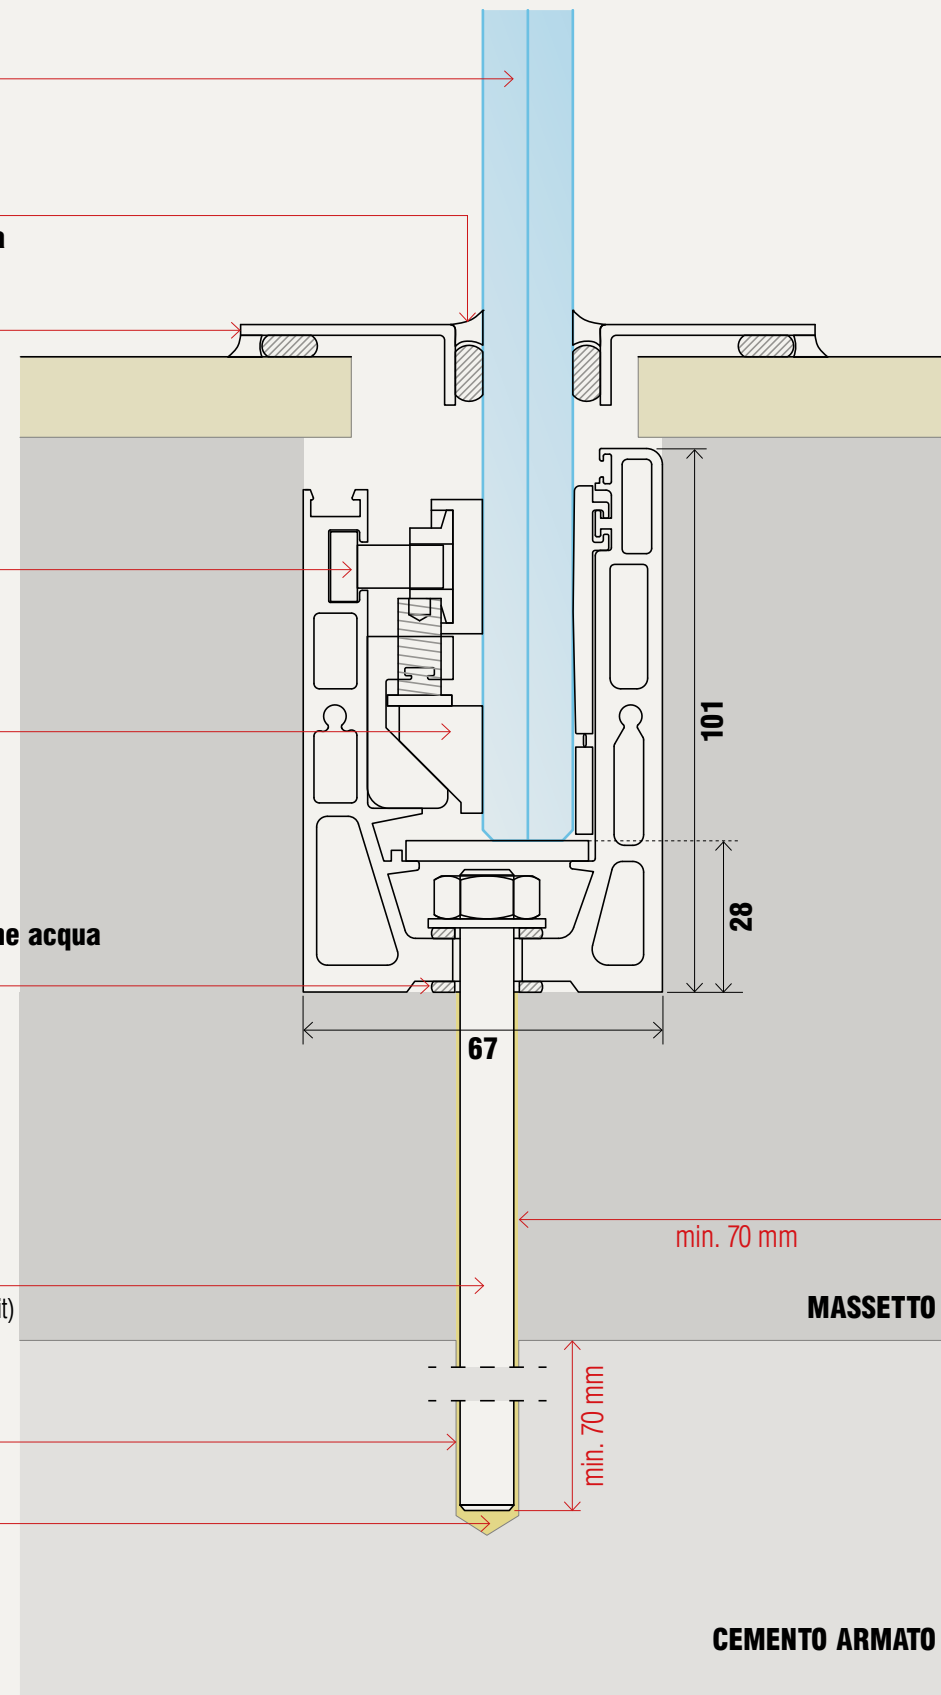 101
28
ne acqua
67
min. 70 mm
MASSETTO
min. 70 mm
CEMENTO ARMATO